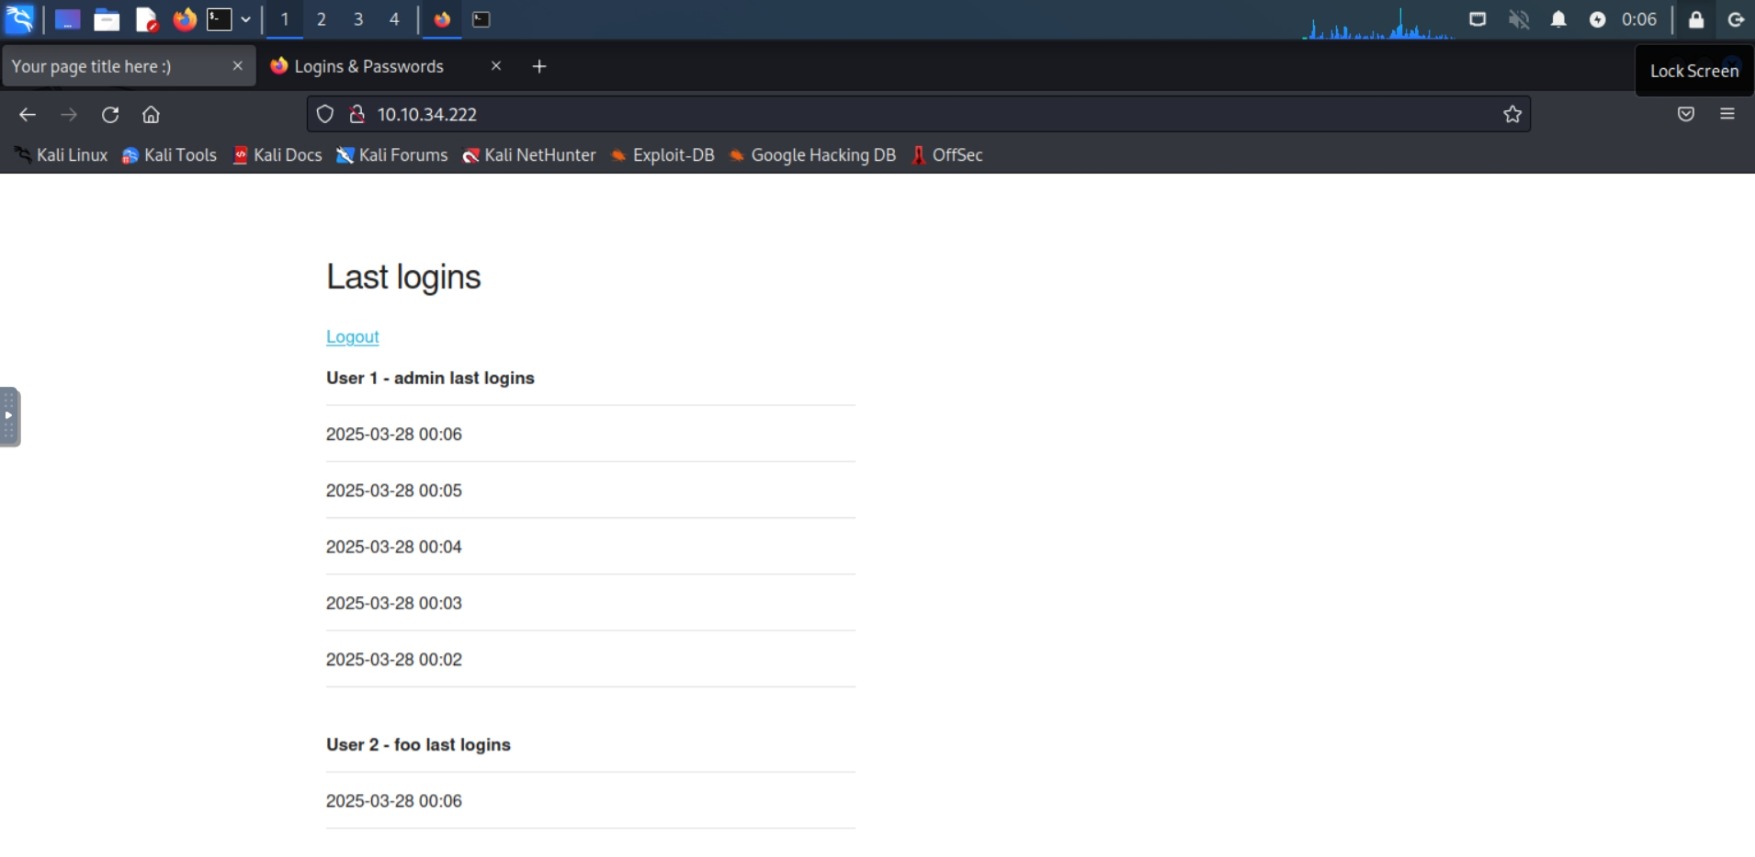 1 2 3 4 0:06
Your page title here :) Logins & Passwords Lock Screen
10.10.34.222
Kali Linux Kali Tools Kali Docs Kali Forums Kali NetHunter Exploit-DB Google Hacking DB OffSec
Last logins
Logout
User 1 - admin last logins
2025-03-28 00:06
2025-03-28 00:05
2025-03-28 00:04
2025-03-28 00:03
2025-03-28 00:02
User 2 - foo last logins
2025-03-28 00:06